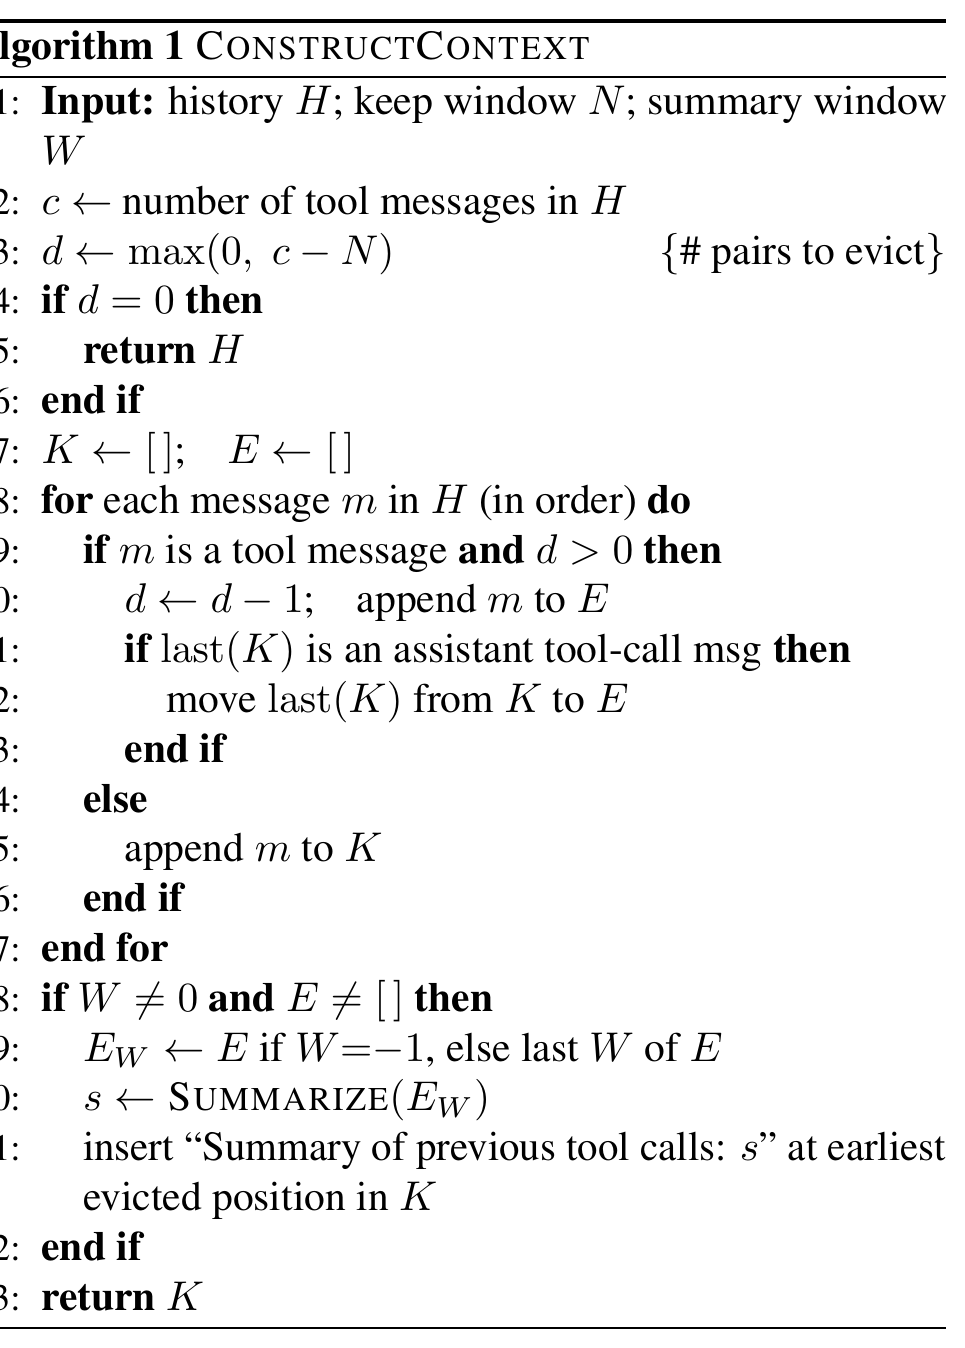 lgorithm 1 CONSTRUCTCONTEXT
1: Input: history H; keep window N; summary window
W
2: c ← number of tool messages in H
3: d ← max(0, c − N) {# pairs to evict}
4: if d = 0 then
5: return H
6: end if
7: K ← [ ]; E ← [ ]
8: for each message m in H (in order) do
9: if m is a tool message and d > 0 then
0: d ← d − 1; append m to E
1: if last(K) is an assistant tool-call msg then
2: move last(K) from K to E
3: end if
4: else
5: append m to K
6: end if
7: end for
8: if W ≠ 0 and E ≠ [ ] then
9: E_W ← E if W=−1, else last W of E
0: s ← SUMMARIZE(E_W)
1: insert “Summary of previous tool calls: s” at earliest
evicted position in K
2: end if
3: return K